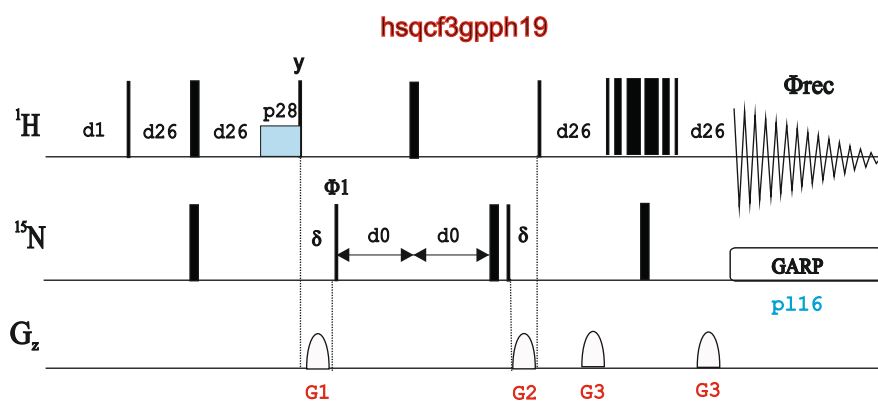 hsqcf3gpph19
y
Φrec
p28
¹H
d1
d26
d26
d26
d26
Φ1
¹⁵N
δ
d0
d0
δ
GARP
pl16
Gz
G1
G2
G3
G3